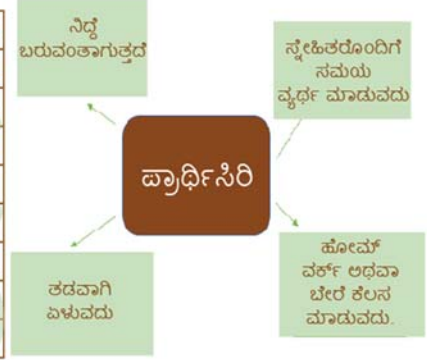 ನಿದ್ದೆ
ಬರುವಂತಾಗುತ್ತದೆ
ಸ್ನೇಹಿತರೊಂದಿಗೆ
ಸಮಯ
ವ್ಯರ್ಥ ಮಾಡುವದು
ಪ್ರಾರ್ಥಿಸಿರಿ
ತಡವಾಗಿ
ಏಳುವದು
ಹೋಮ್
ವರ್ಕ್ ಅಥವಾ
ಬೇರೆ ಕೆಲಸ
ಮಾಡುವದು.